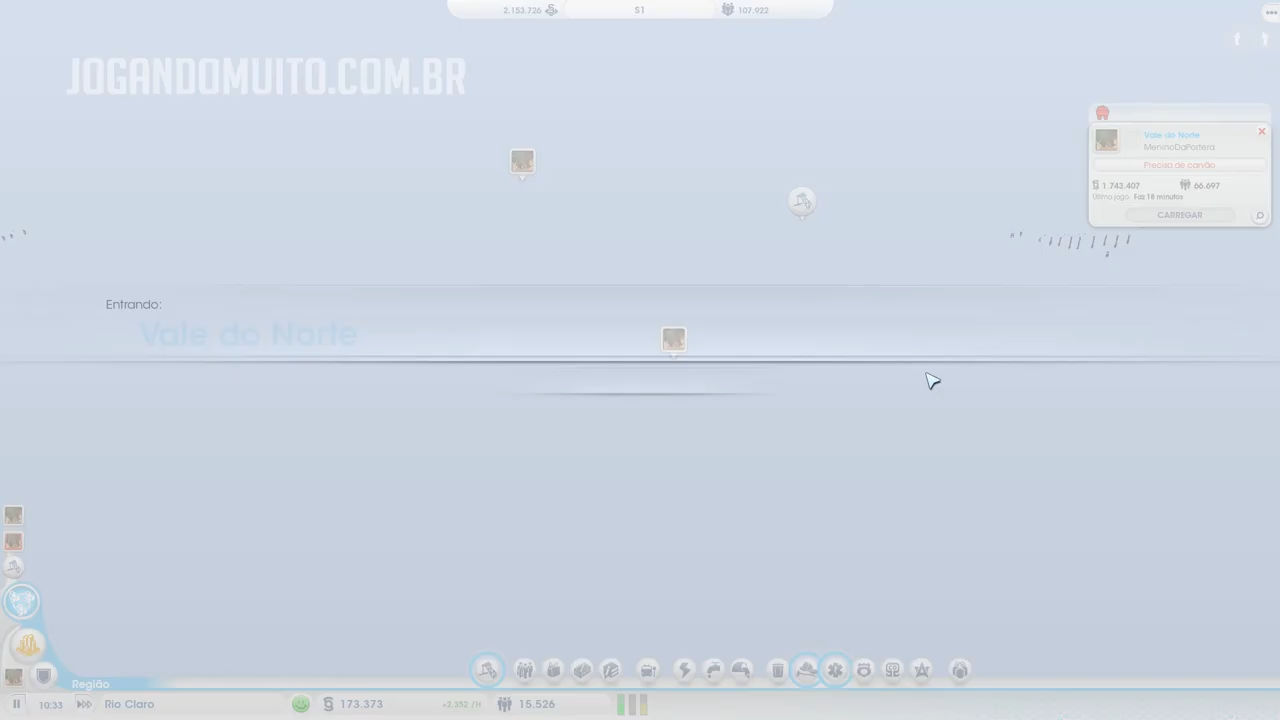 2.153.726
S1
107.922
JOGANDOMUITO.COM.BR
Vale do Norte
MeninoDaPortera
Precisa de carvão
1.743.407
66.697
Último jogo: Faz 18 minutos
CARREGAR
Entrando:
Vale do Norte
Região
10:33
Rio Claro
173.373
+2.352 /H
15.526